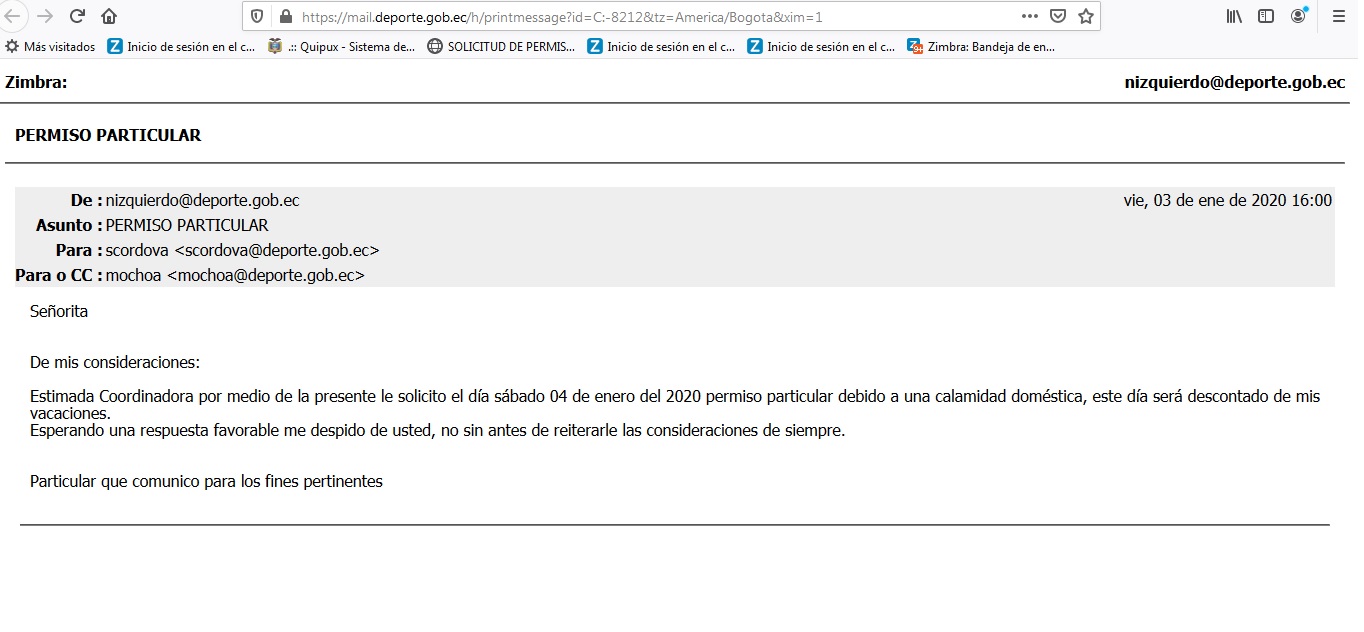 https://mail.deporte.gob.ec/h/printmessage?id=C:-8212&tz=America/Bogota&xim=1
Más visitados Inicio de sesión en el c... .:: Quipux - Sistema de... SOLICITUD DE PERMIS... Inicio de sesión en el c... Inicio de sesión en el c... Zimbra: Bandeja de en...
Zimbra: nizquierdo@deporte.gob.ec
PERMISO PARTICULAR
De : nizquierdo@deporte.gob.ec vie, 03 de ene de 2020 16:00
Asunto : PERMISO PARTICULAR
Para : scordova <scordova@deporte.gob.ec>
Para o CC : mochoa <mochoa@deporte.gob.ec>
Señorita
De mis consideraciones:
Estimada Coordinadora por medio de la presente le solicito el día sábado 04 de enero del 2020 permiso particular debido a una calamidad doméstica, este día será descontado de mis
vacaciones.
Esperando una respuesta favorable me despido de usted, no sin antes de reiterarle las consideraciones de siempre.
Particular que comunico para los fines pertinentes